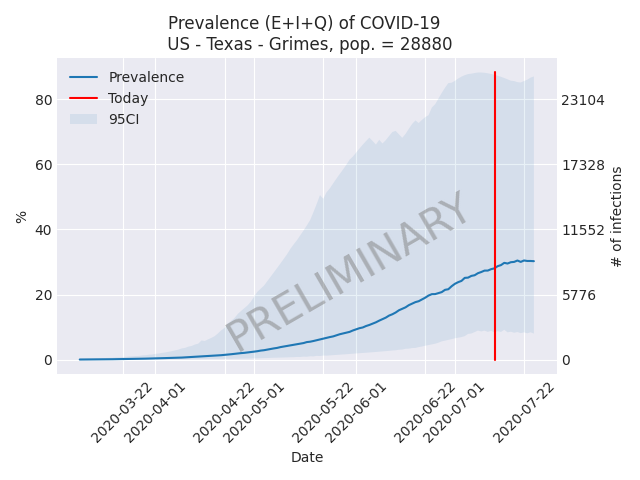 Prevalence (E+I+Q) of COVID-19
US - Texas - Grimes, pop. = 28880
Prevalence
Today
95CI
80
60
40
20
0
%
23104
17328
11552
5776
0
# of infections
PRELIMINARY
2020-03-22
2020-04-01
2020-04-22
2020-05-01
2020-05-22
2020-06-01
2020-06-22
2020-07-01
2020-07-22
Date